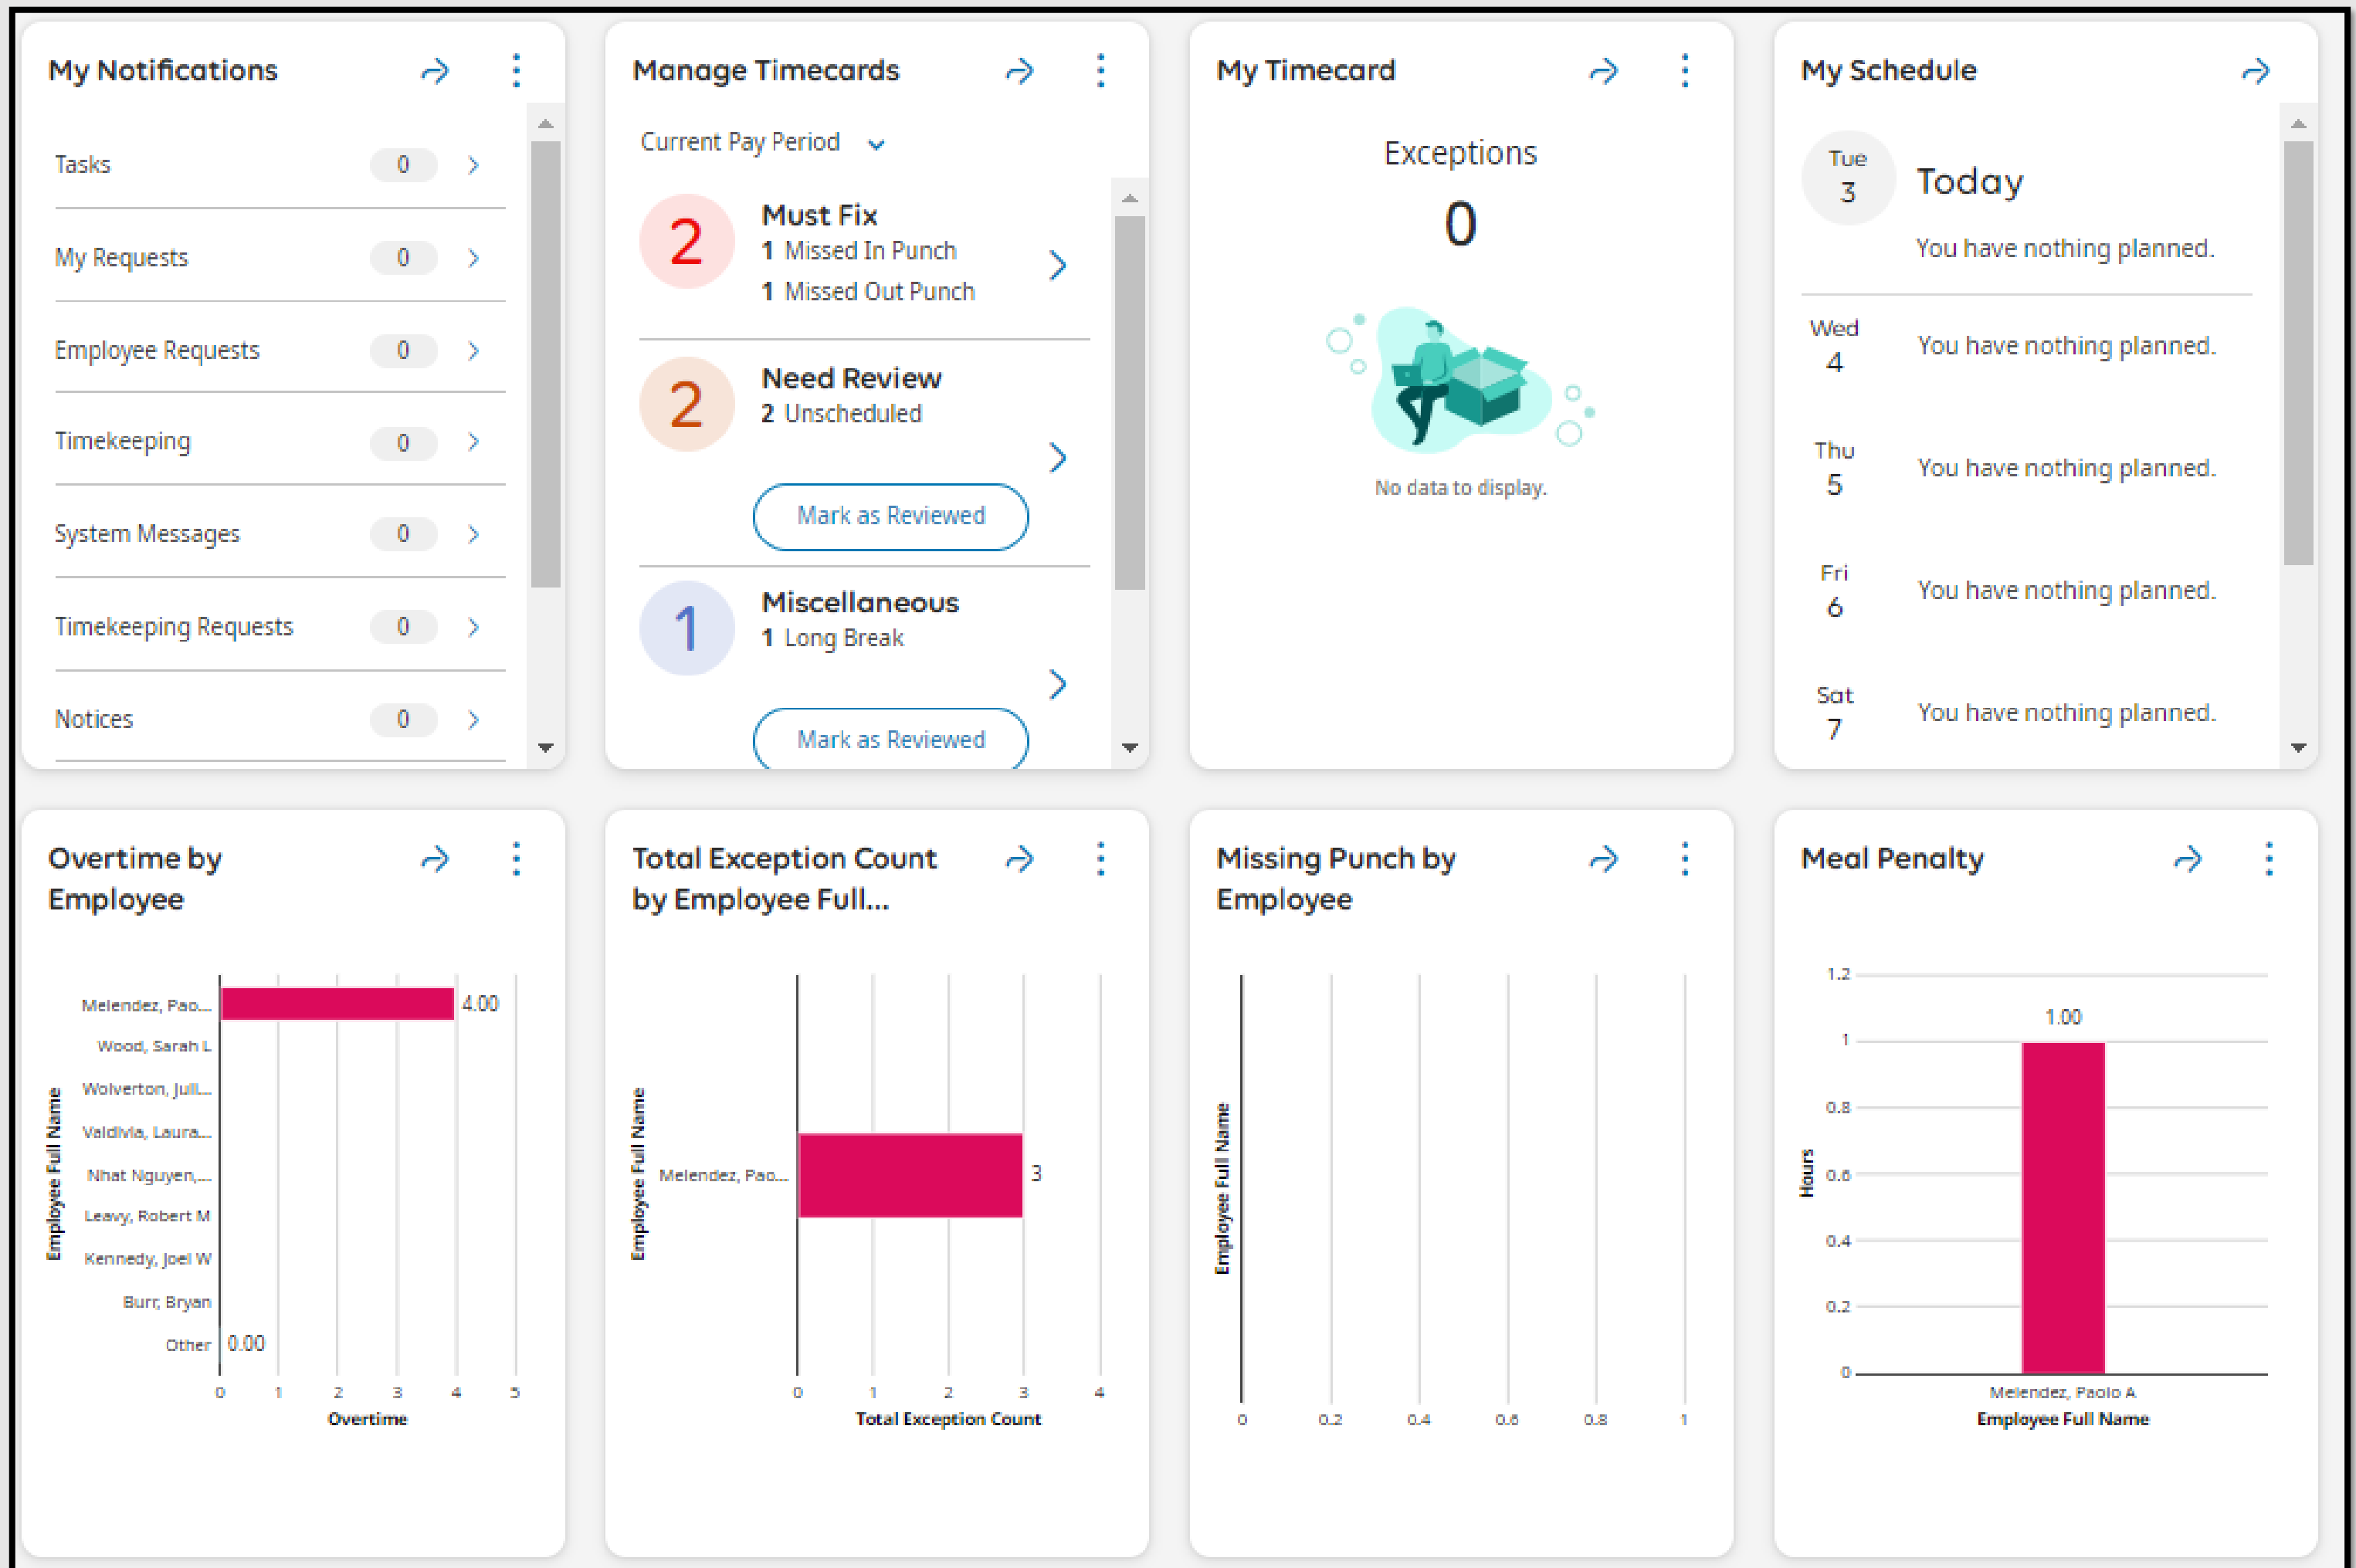 My Notifications
Tasks 0
My Requests 0
Employee Requests 0
Timekeeping 0
System Messages 0
Timekeeping Requests 0
Notices 0
Manage Timecards
Current Pay Period
2 Must Fix
1 Missed In Punch
1 Missed Out Punch
2 Need Review
2 Unscheduled
Mark as Reviewed
1 Miscellaneous
1 Long Break
Mark as Reviewed
My Timecard
Exceptions
0
No data to display.
My Schedule
Tue
3
Today
You have nothing planned.
Wed
4
You have nothing planned.
Thu
5
You have nothing planned.
Fri
6
You have nothing planned.
Sat
7
You have nothing planned.
Overtime by
Employee
Employee Full Name
Melendez, Pao... 4.00
Wood, Sarah L
Wolverton, Juli...
Valdivia, Laura...
Nhat Nguyen,...
Leavy, Robert M
Kennedy, Joel W
Burr, Bryan
Other 0.00
0 1 2 3 4 5
Overtime
Total Exception Count
by Employee Full...
Employee Full Name
Melendez, Pao... 3
0 1 2 3 4
Total Exception Count
Missing Punch by
Employee
Employee Full Name
0 0.2 0.4 0.6 0.8 1
Meal Penalty
Hours
1.2
1.00
1
0.8
0.6
0.4
0.2
0
Melendez, Paolo A
Employee Full Name